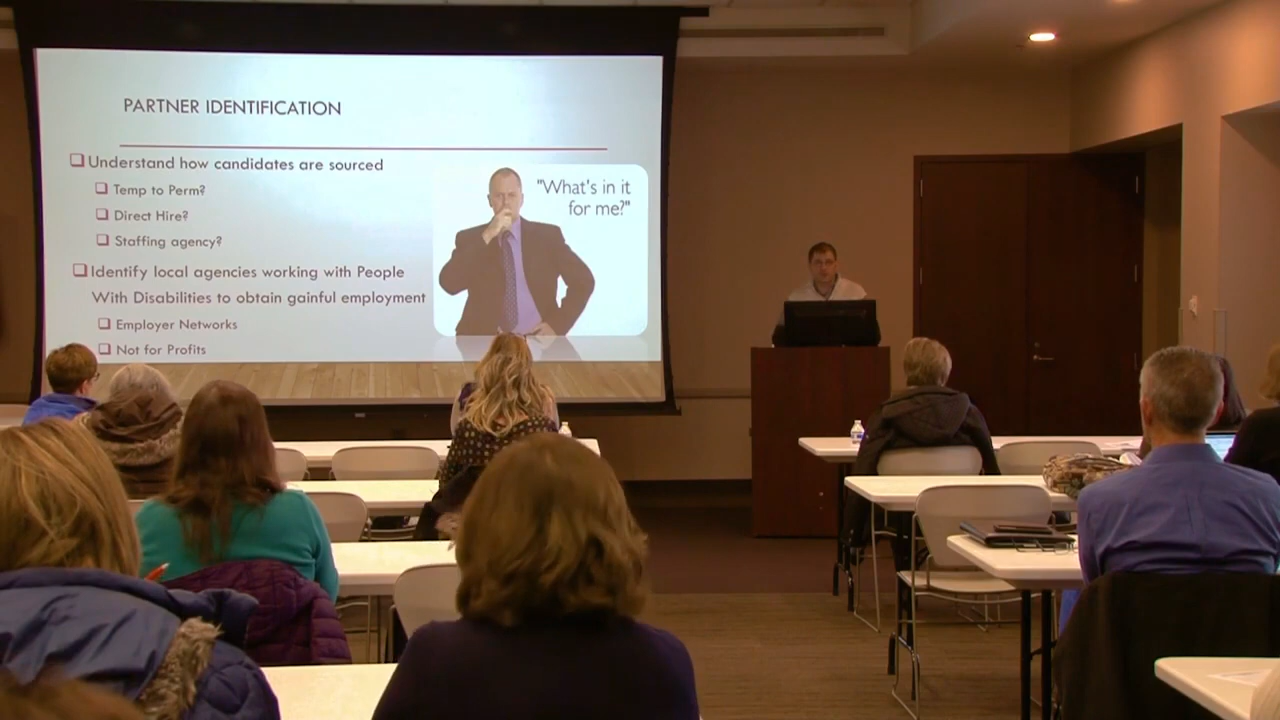 PARTNER IDENTIFICATION
Understand how candidates are sourced
Temp to Perm?
Direct Hire?
Staffing agency?
Identify local agencies working with People
With Disabilities to obtain gainful employment
Employer Networks
Not for Profits
"What's in it
for me?"